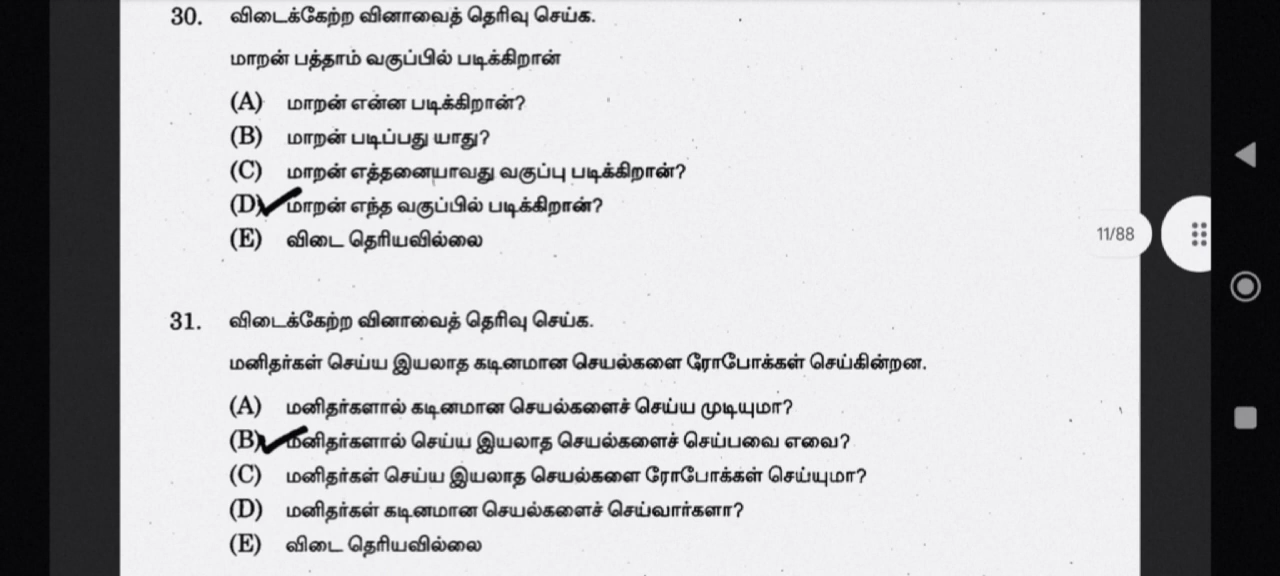 30. விடைக்கேற்ற வினாவைத் தெரிவு செய்க.
மாறன் பத்தாம் வகுப்பில் படிக்கிறான்
(A) மாறன் என்ன படிக்கிறான்?
(B) மாறன் படிப்பது யாது?
(C) மாறன் எத்தனையாவது வகுப்பு படிக்கிறான்?
(D) மாறன் எந்த வகுப்பில் படிக்கிறான்?
(E) விடை தெரியவில்லை
11/88
31. விடைக்கேற்ற வினாவைத் தெரிவு செய்க.
மனிதர்கள் செய்ய இயலாத கடினமான செயல்களை ரோபோக்கள் செய்கின்றன.
(A) மனிதர்களால் கடினமான செயல்களைச் செய்ய முடியுமா?
(B) மனிதர்களால் செய்ய இயலாத செயல்களைச் செய்பவை எவை?
(C) மனிதர்கள் செய்ய இயலாத செயல்களை ரோபோக்கள் செய்யுமா?
(D) மனிதர்கள் கடினமான செயல்களைச் செய்வார்களா?
(E) விடை தெரியவில்லை